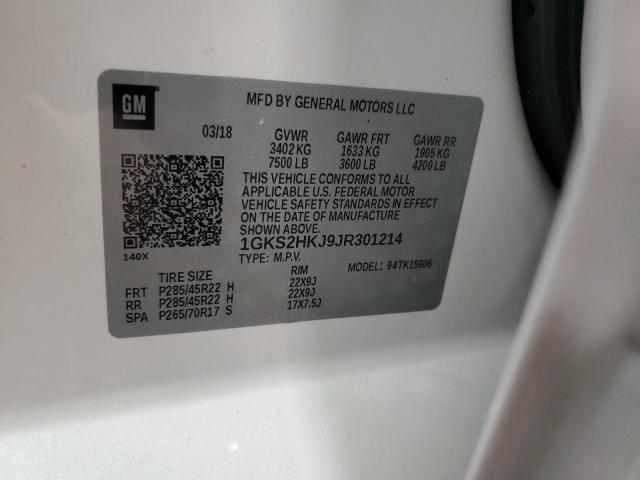 GM
MFD BY GENERAL MOTORS LLC
03/18 GVWR GAWR FRT GAWR RR
3402 KG 1633 KG 1905 KG
7500 LB 3600 LB 4200 LB
THIS VEHICLE CONFORMS TO ALL
APPLICABLE U.S. FEDERAL MOTOR
VEHICLE SAFETY STANDARDS IN EFFECT
ON THE DATE OF MANUFACTURE
SHOWN ABOVE.
1GKS2HKJ9JR301214
140X
TYPE: M.P.V. MODEL: 94TK15906
TIRE SIZE RIM
FRT P285/45R22 H 22X9J
RR P285/45R22 H 22X9J
SPA P265/70R17 S 17X7.5J